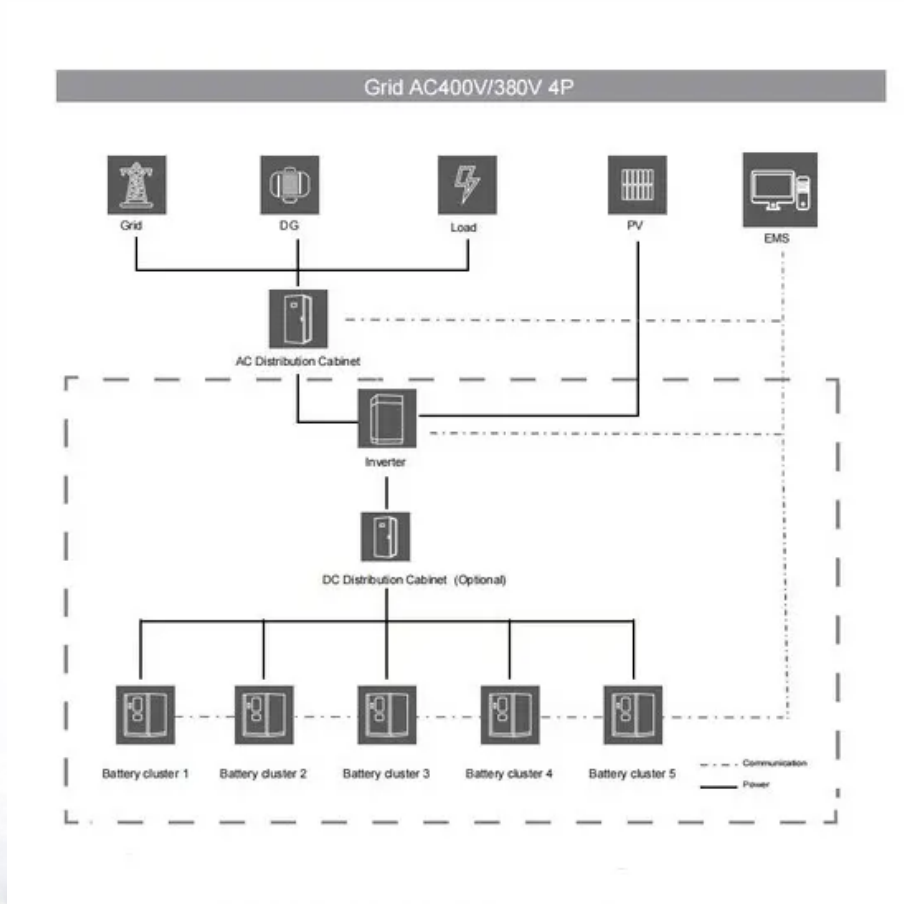 Grid AC400V/380V 4P
Grid
DG
Load
PV
EMS
AC Distribution Cabinet
Inverter
DC Distribution Cabinet (Optional)
Battery cluster 1
Battery cluster 2
Battery cluster 3
Battery cluster 4
Battery cluster 5
Communication
Power